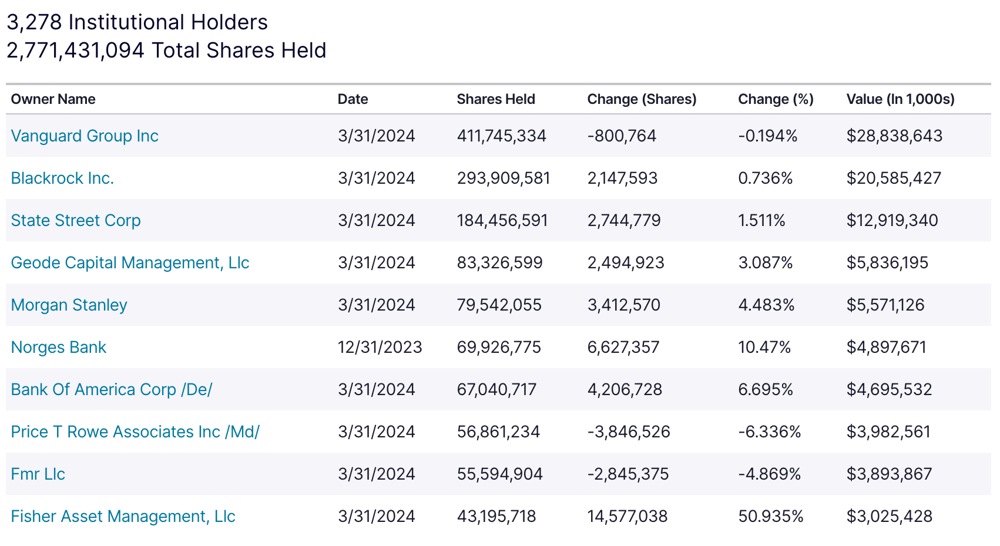 3,278 Institutional Holders
2,771,431,094 Total Shares Held
Owner Name Date Shares Held Change (Shares) Change (%) Value (In 1,000s)
Vanguard Group Inc 3/31/2024 411,745,334 -800,764 -0.194% $28,838,643
Blackrock Inc. 3/31/2024 293,909,581 2,147,593 0.736% $20,585,427
State Street Corp 3/31/2024 184,456,591 2,744,779 1.511% $12,919,340
Geode Capital Management, Llc 3/31/2024 83,326,599 2,494,923 3.087% $5,836,195
Morgan Stanley 3/31/2024 79,542,055 3,412,570 4.483% $5,571,126
Norges Bank 12/31/2023 69,926,775 6,627,357 10.47% $4,897,671
Bank Of America Corp /De/ 3/31/2024 67,040,717 4,206,728 6.695% $4,695,532
Price T Rowe Associates Inc /Md/ 3/31/2024 56,861,234 -3,846,526 -6.336% $3,982,561
Fmr Llc 3/31/2024 55,594,904 -2,845,375 -4.869% $3,893,867
Fisher Asset Management, Llc 3/31/2024 43,195,718 14,577,038 50.935% $3,025,428